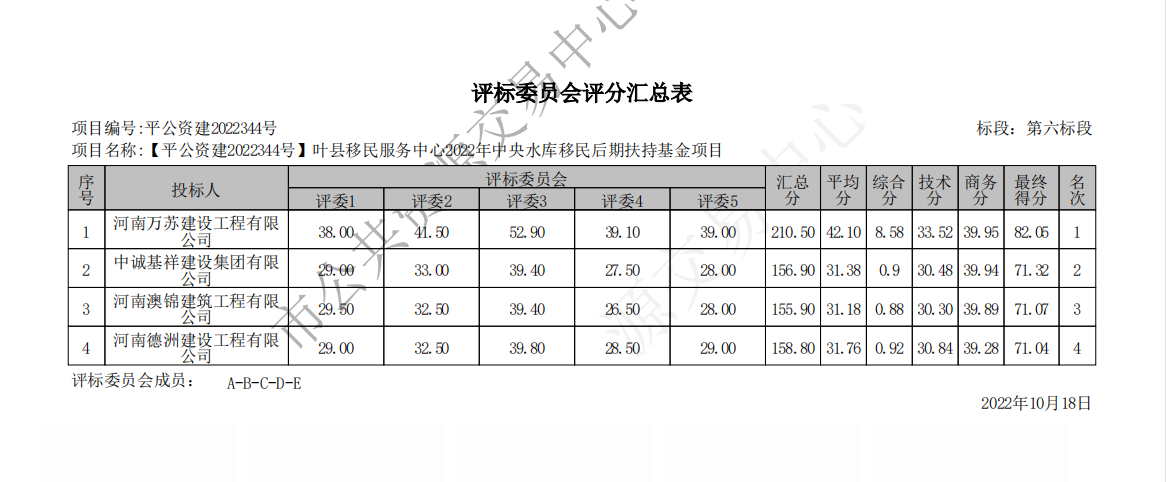 评标委员会评分汇总表
项目编号:平公资建2022344号 标段：第六标段
项目名称:【平公资建2022344号】叶县移民服务中心2022年中央水库移民后期扶持基金项目
序号 投标人 评标委员会 汇总分 平均分 综合分 技术分 商务分 最终得分 名次
评委1 评委2 评委3 评委4 评委5
1 河南万苏建设工程有限公司 38.00 41.50 52.90 39.10 39.00 210.50 42.10 8.58 33.52 39.95 82.05 1
2 中诚基祥建设集团有限公司 29.00 33.00 39.40 27.50 28.00 156.90 31.38 0.9 30.48 39.94 71.32 2
3 河南澳锦建筑工程有限公司 29.50 32.50 39.40 26.50 28.00 155.90 31.18 0.88 30.30 39.89 71.07 3
4 河南德洲建设工程有限公司 29.00 32.50 39.80 28.50 29.00 158.80 31.76 0.92 30.84 39.28 71.04 4
评标委员会成员： A-B-C-D-E
2022年10月18日
市公共资源交易中心
源交易中心